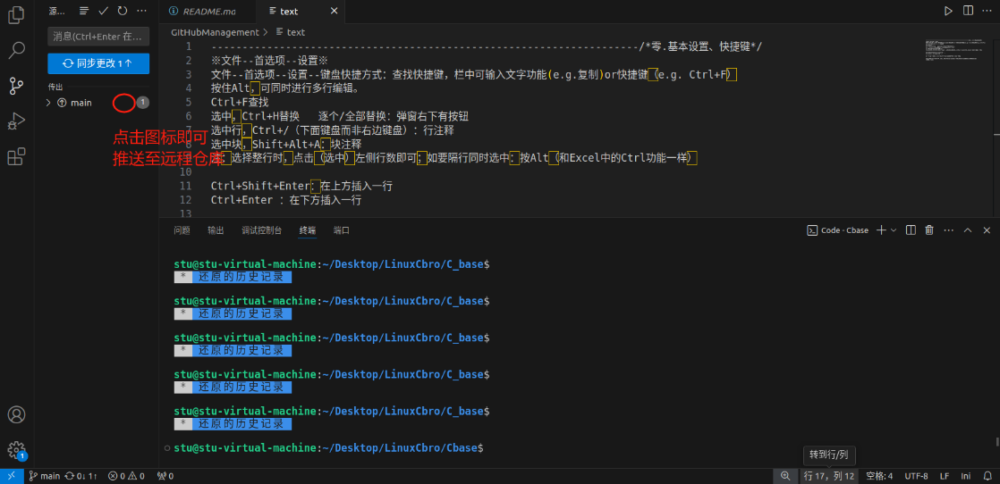 源...
README.md
text
消息(Ctrl+Enter 在...
同步更改 1↑
传出
main
1
点击图标即可
推送至远程仓库
GItHubManagement > text
1 ---------------------------------------------------------------------/*零.基本设置、快捷键*/
2 ※文件--首选项--设置※
3 文件--首选项--设置--键盘快捷方式：查找快捷键，栏中可输入文字功能(e.g.复制)or快捷键（e.g. Ctrl+F）
4 按住Alt，可同时进行多行编辑。
5 Ctrl+F查找
6 选中，Ctrl+H替换 逐个/全部替换：弹窗右下有按钮
7 选中行，Ctrl+/（下面键盘而非右边键盘）：行注释
8 选中块，Shift+Alt+A：块注释
：选择整行时，点击（选中）左侧行数即可；如要隔行同时选中：按Alt（和Excel中的Ctrl功能一样）
10
11 Ctrl+Shift+Enter：在上方插入一行
12 Ctrl+Enter ：在下方插入一行
13
问题 输出 调试控制台 终端 端口
Code - Cbase
stu@stu-virtual-machine:~/Desktop/LinuxCbro/C_base$
* 还原的历史记录
stu@stu-virtual-machine:~/Desktop/LinuxCbro/C_base$
* 还原的历史记录
stu@stu-virtual-machine:~/Desktop/LinuxCbro/C_base$
* 还原的历史记录
stu@stu-virtual-machine:~/Desktop/LinuxCbro/C_base$
* 还原的历史记录
stu@stu-virtual-machine:~/Desktop/LinuxCbro/C_base$
* 还原的历史记录
stu@stu-virtual-machine:~/Desktop/LinuxCbro/Cbase$
转到行/列
1
main 0↓ 1↑ 0 0 0
行 17，列 12 空格: 4 UTF-8 LF Ini